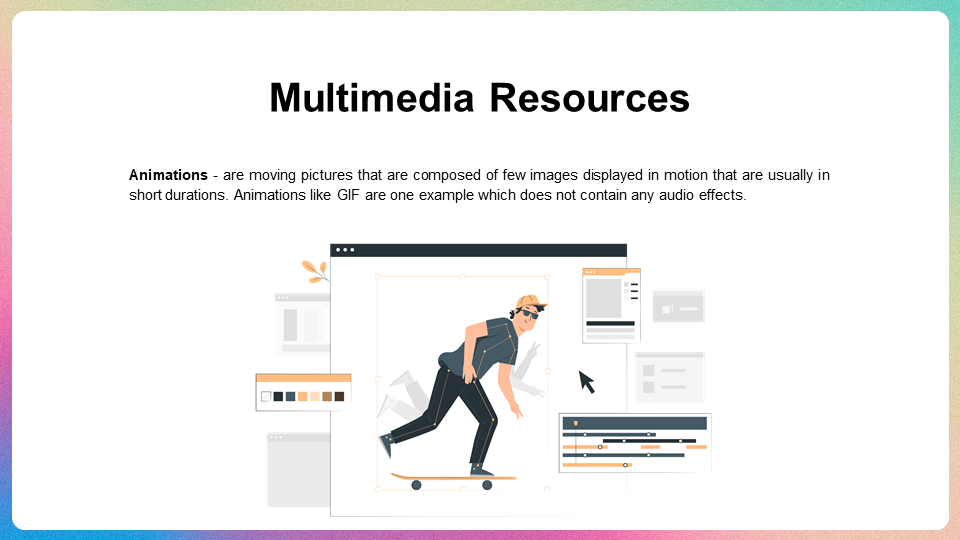 Multimedia Resources
Animations - are moving pictures that are composed of few images displayed in motion that are usually in
short durations. Animations like GIF are one example which does not contain any audio effects.